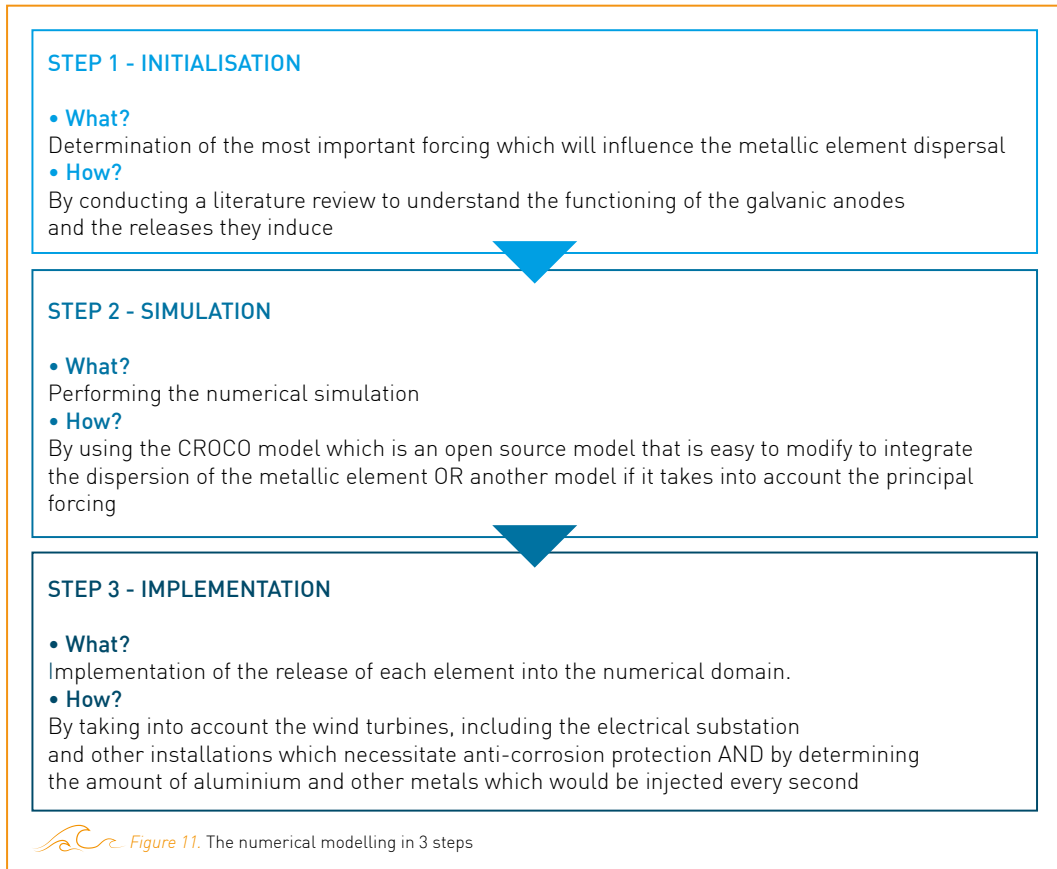 STEP 1 - INITIALISATION
• What?
Determination of the most important forcing which will influence the metallic element dispersal
• How?
By conducting a literature review to understand the functioning of the galvanic anodes
and the releases they induce
STEP 2 - SIMULATION
• What?
Performing the numerical simulation
• How?
By using the CROCO model which is an open source model that is easy to modify to integrate
the dispersion of the metallic element OR another model if it takes into account the principal
forcing
STEP 3 - IMPLEMENTATION
• What?
Implementation of the release of each element into the numerical domain.
• How?
By taking into account the wind turbines, including the electrical substation
and other installations which necessitate anti-corrosion protection AND by determining
the amount of aluminium and other metals which would be injected every second
Figure 11. The numerical modelling in 3 steps